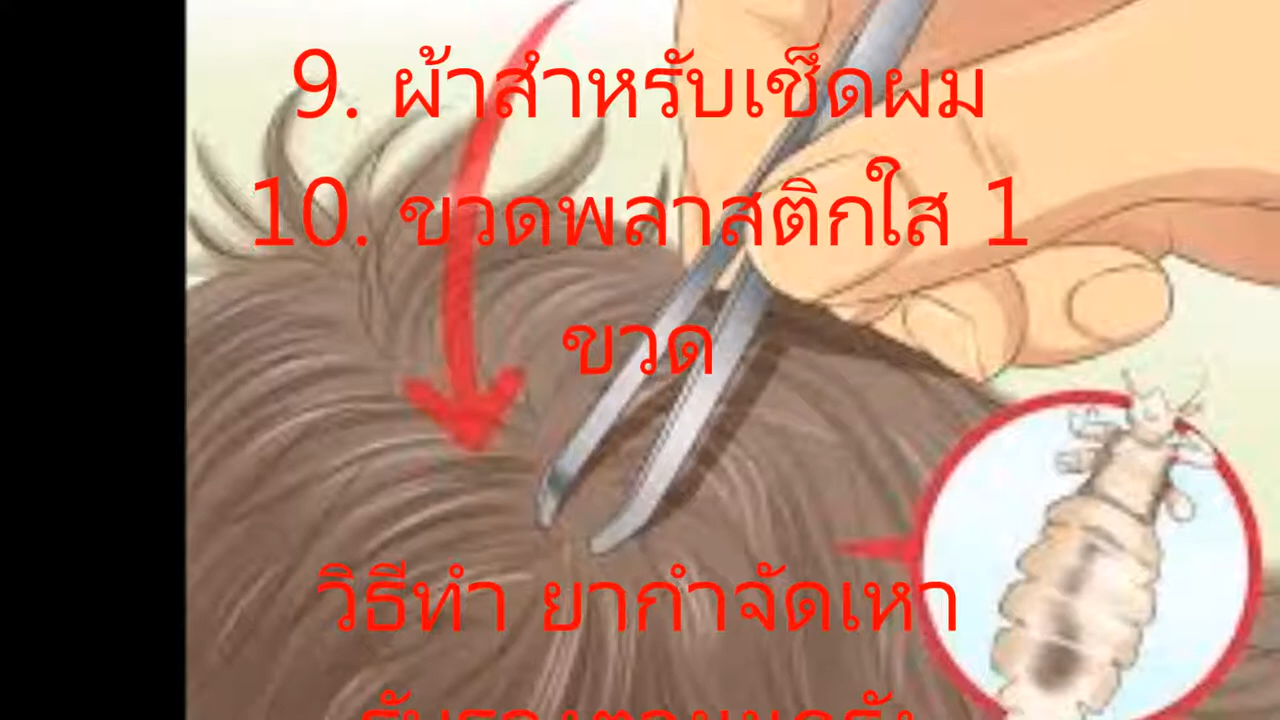 9. ผ้าสำหรับเช็ดผม
10. ขวดพลาสติกใส 1
ขวด
วิธีทำ ยากำจัดเหา